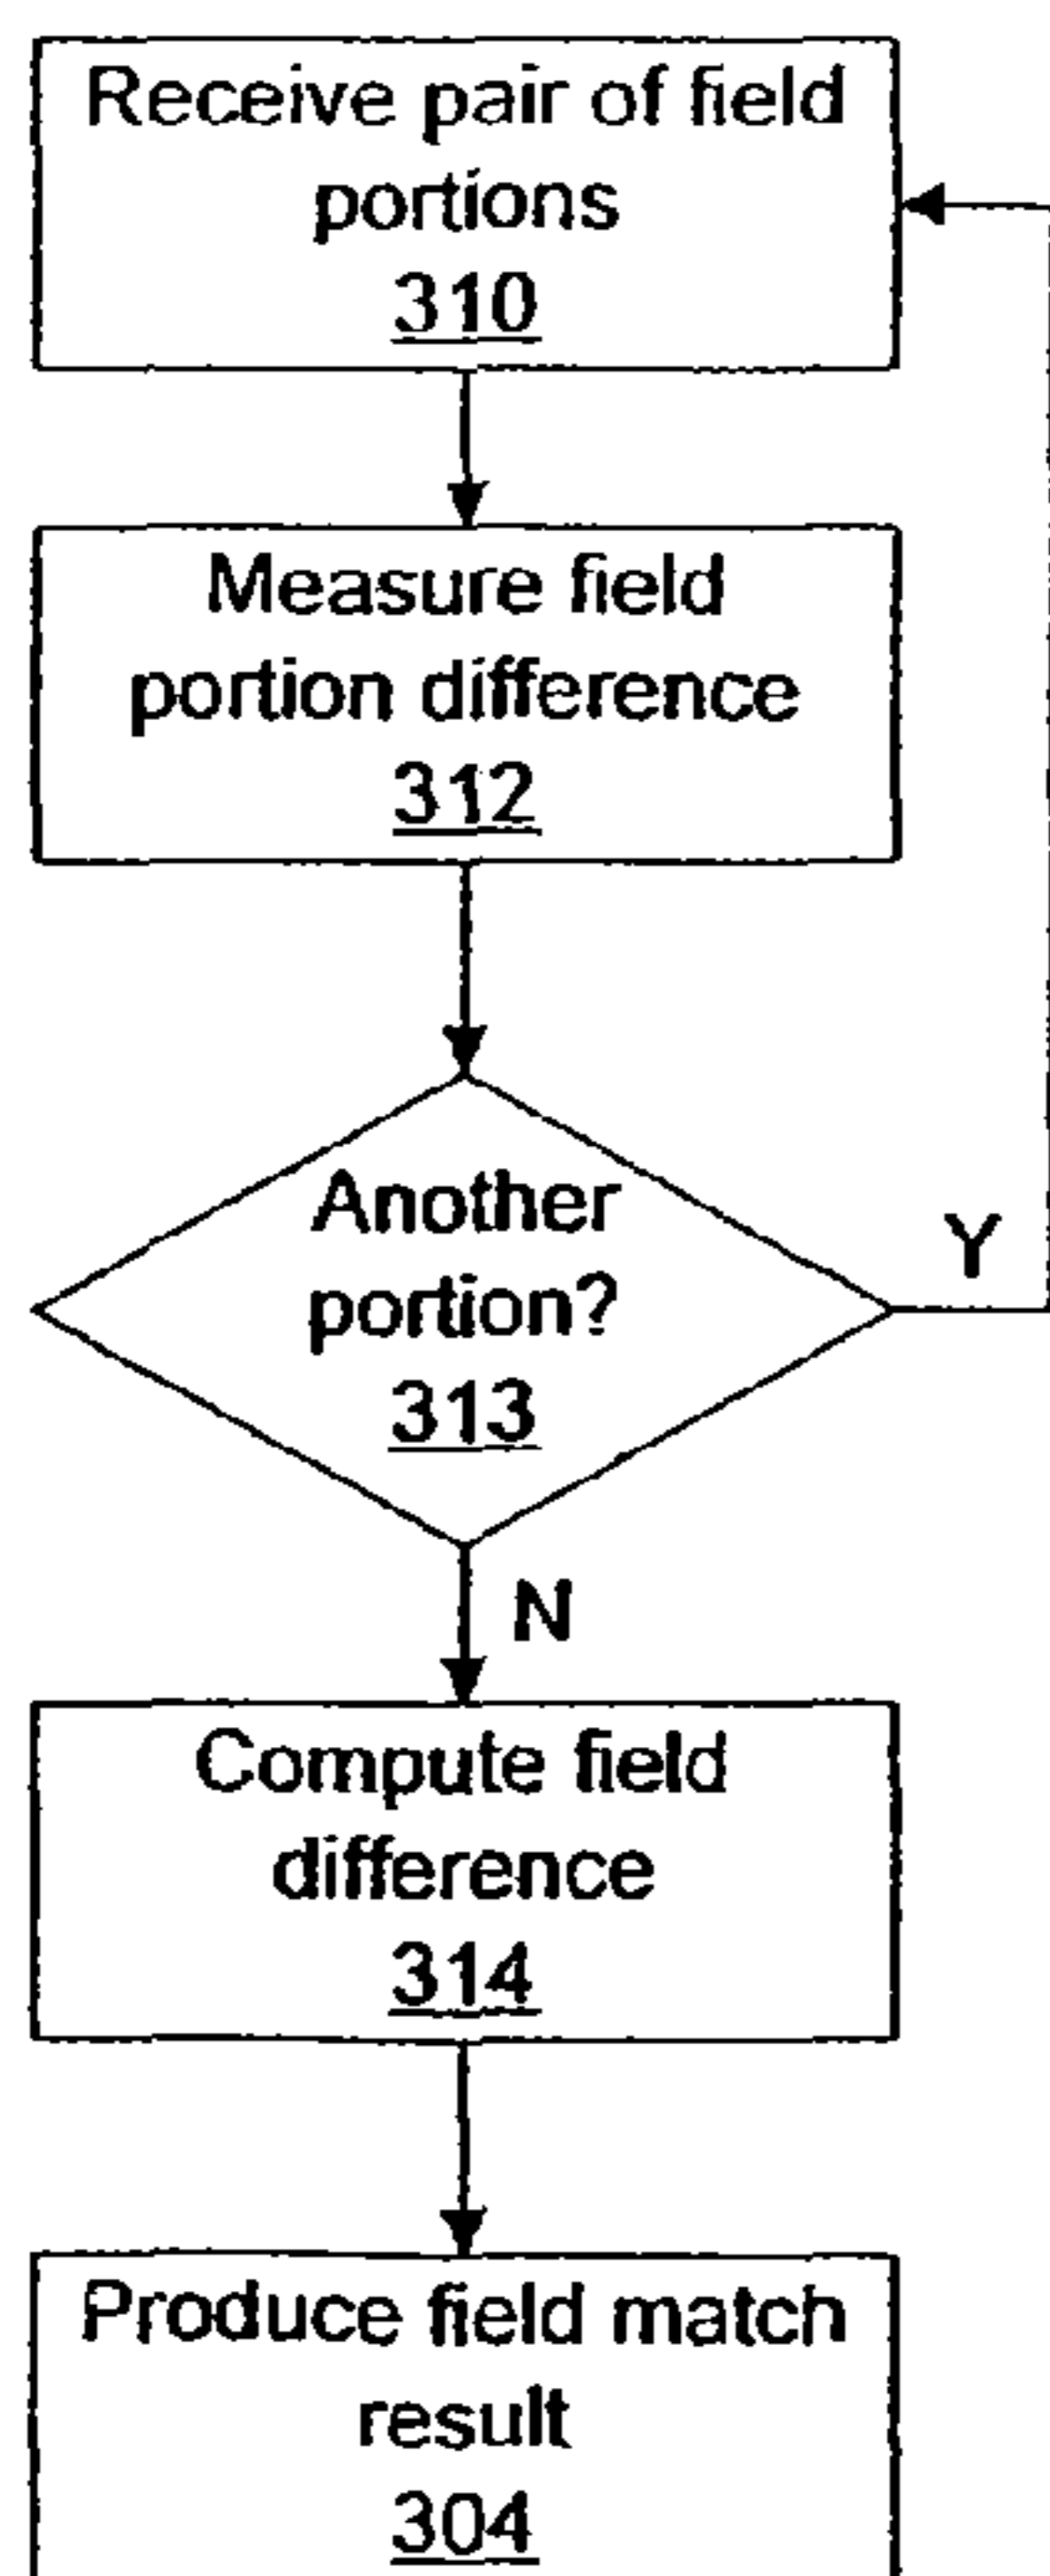 Receive pair of field
portions
310
Measure field
portion difference
312
Another
portion?
313
Y
N
Compute field
difference
314
Produce field match
result
304